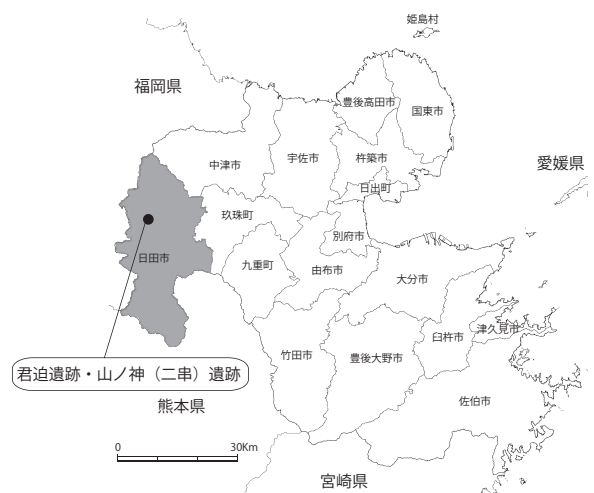 姫島村
福岡県
豊後高田市
国東市
中津市
宇佐市
杵築市
愛媛県
日出町
玖珠町
別府市
日田市
九重町
由布市
大分市
津久見市
臼杵市
竹田市
豊後大野市
君迫遺跡・山ノ神（二串）遺跡
佐伯市
熊本県
0 30Km
宮崎県